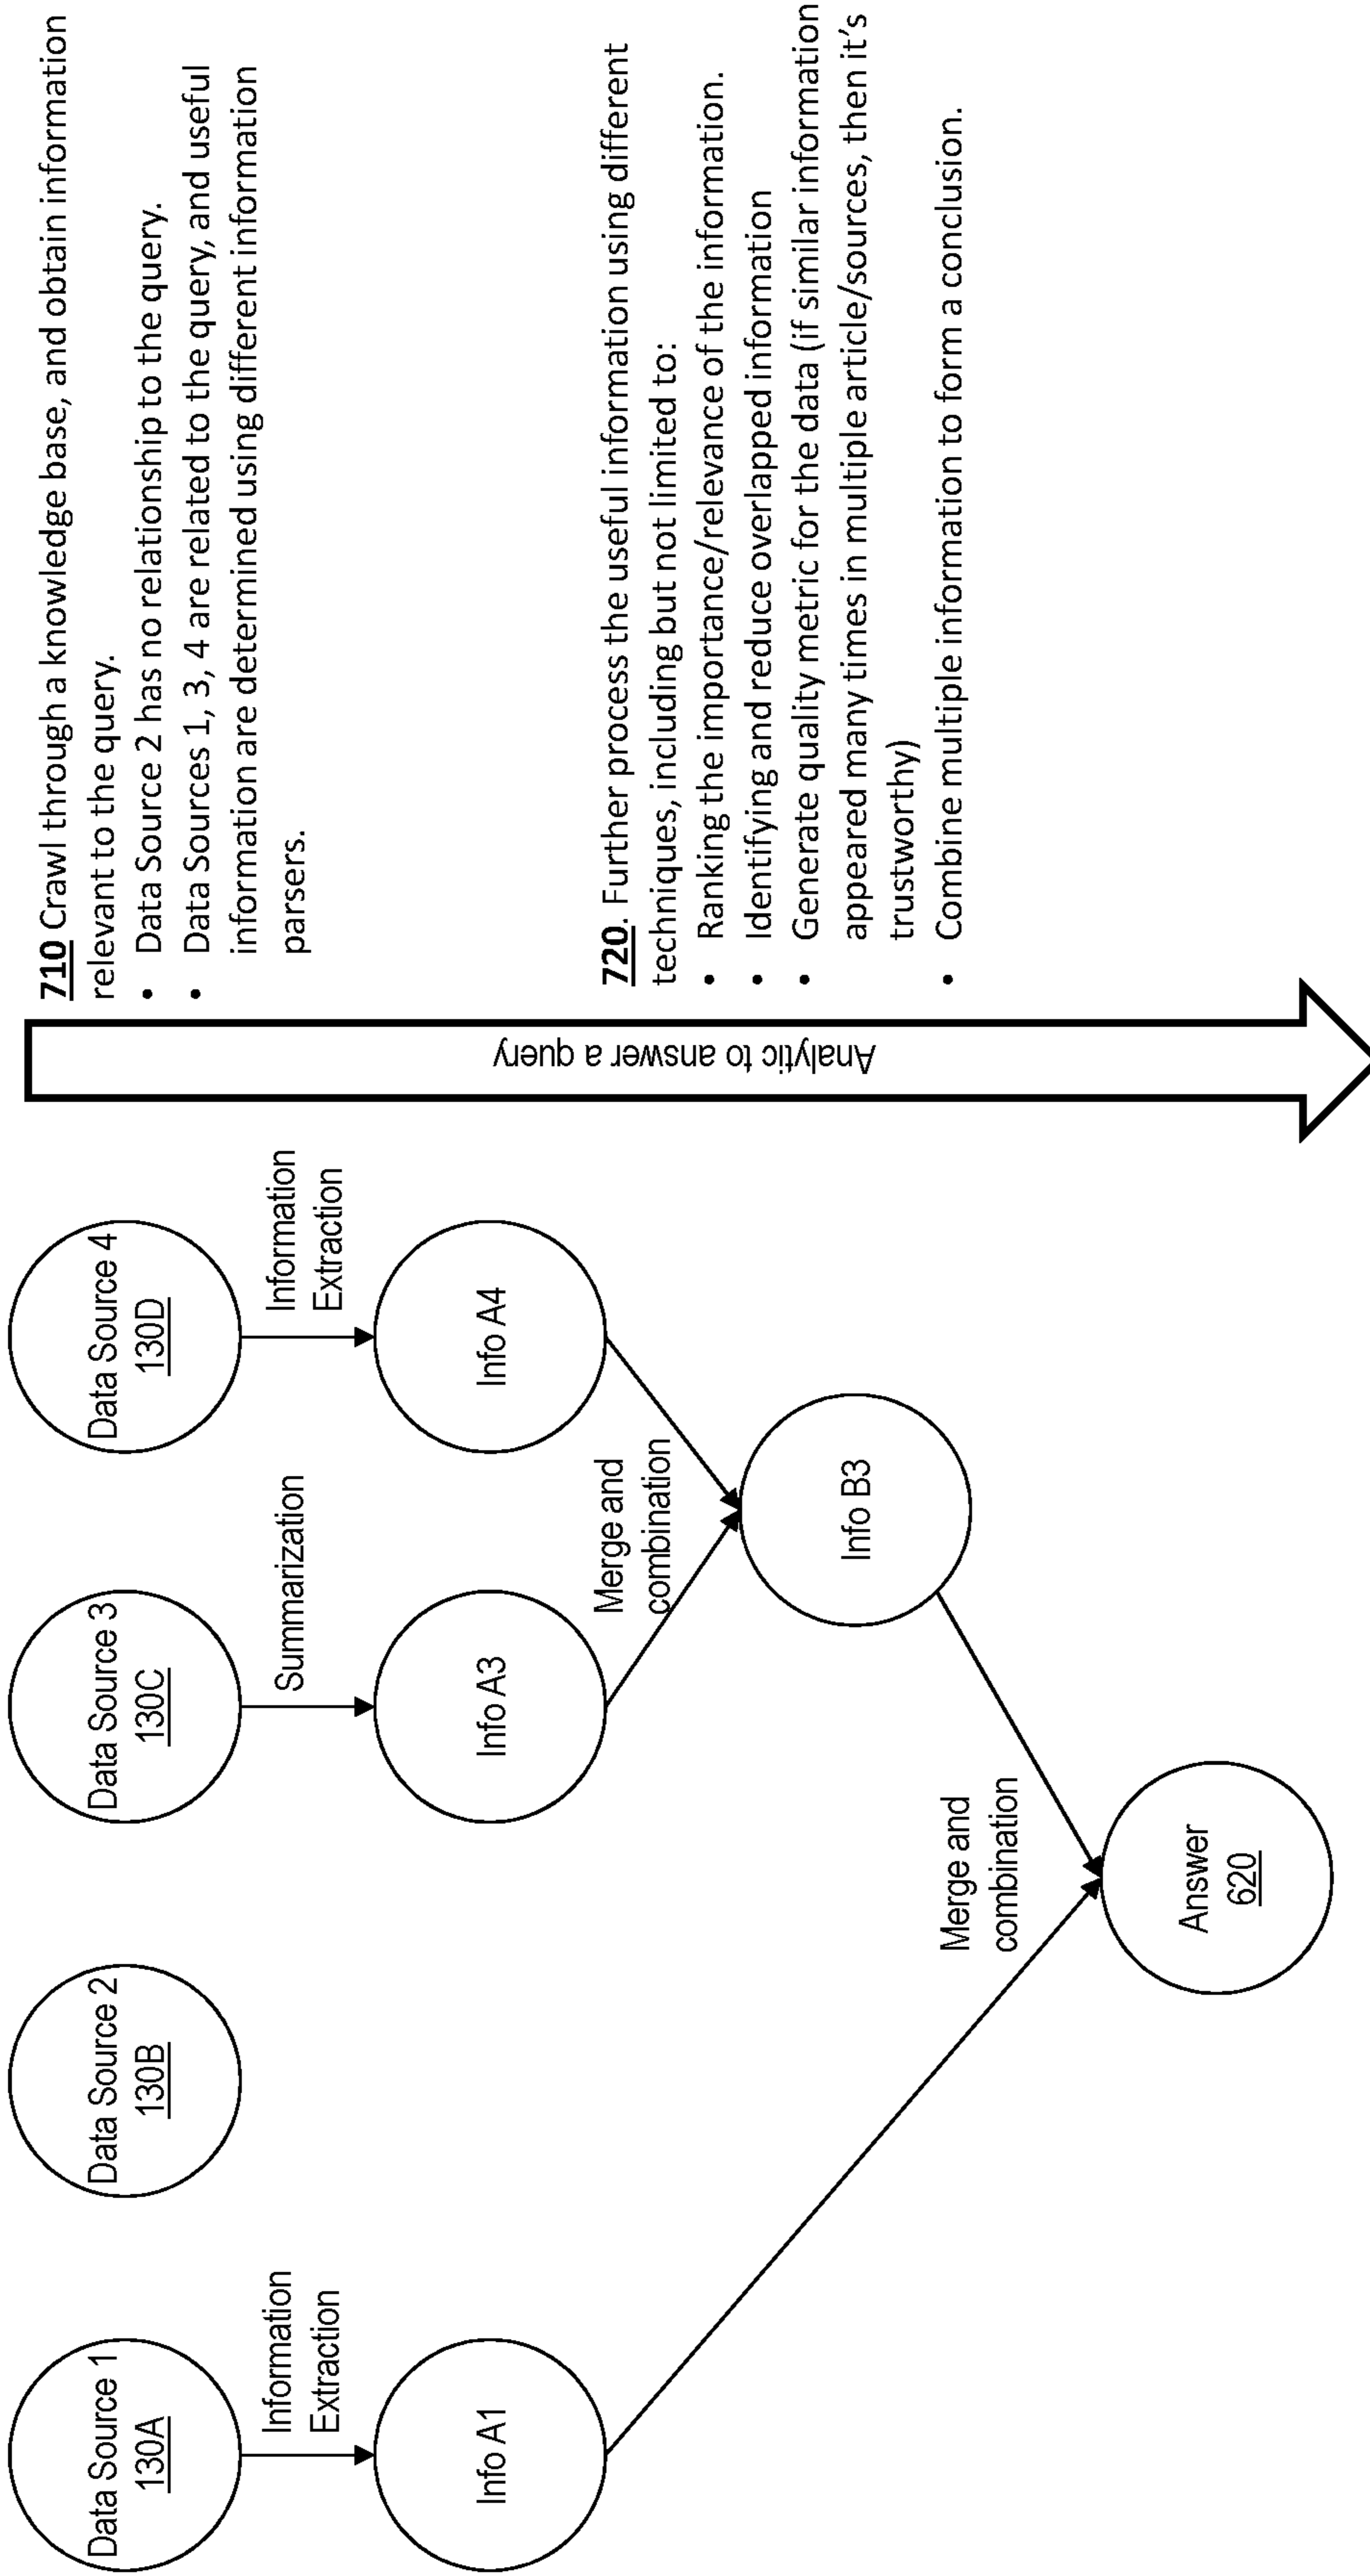 Data Source 1
130A
Data Source 2
130B
Data Source 3
130C
Data Source 4
130D
Information
Extraction
Summarization
Information
Extraction
Info A1
Info A3
Info A4
Merge and
combination
Info B3
Merge and
combination
Answer
620
Analytic to answer a query
710 Crawl through a knowledge base, and obtain information
relevant to the query.
• Data Source 2 has no relationship to the query.
• Data Sources 1, 3, 4 are related to the query, and useful
information are determined using different information
parsers.
720. Further process the useful information using different
techniques, including but not limited to:
• Ranking the importance/relevance of the information.
• Identifying and reduce overlapped information
• Generate quality metric for the data (if similar information
appeared many times in multiple article/sources, then it's
trustworthy)
• Combine multiple information to form a conclusion.